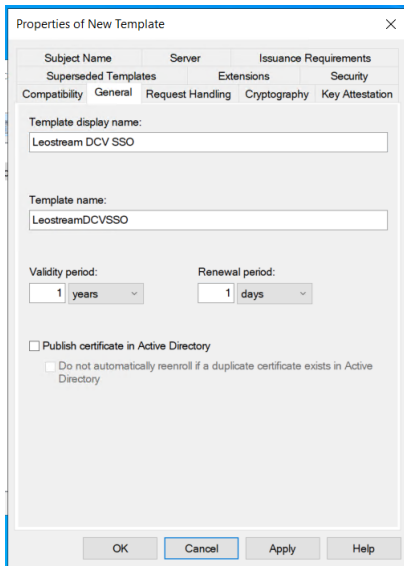 Properties of New Template
Subject Name Server Issuance Requirements
Superseded Templates Extensions Security
Compatibility General Request Handling Cryptography Key Attestation
Template display name:
Leostream DCV SSO
Template name:
LeostreamDCVSSO
Validity period: Renewal period:
1 years 1 days
Publish certificate in Active Directory
Do not automatically reenroll if a duplicate certificate exists in Active
Directory
OK Cancel Apply Help